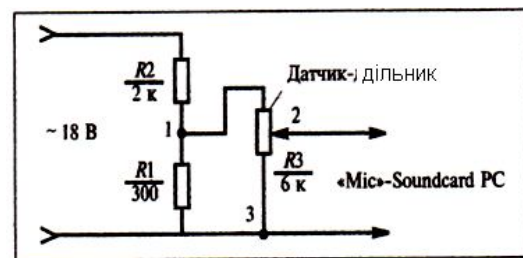 R2
2 к
Датчик-дільник
1
2
~ 18 В
R1
300
R3
6 к
«Mic»-Soundcard PC
3